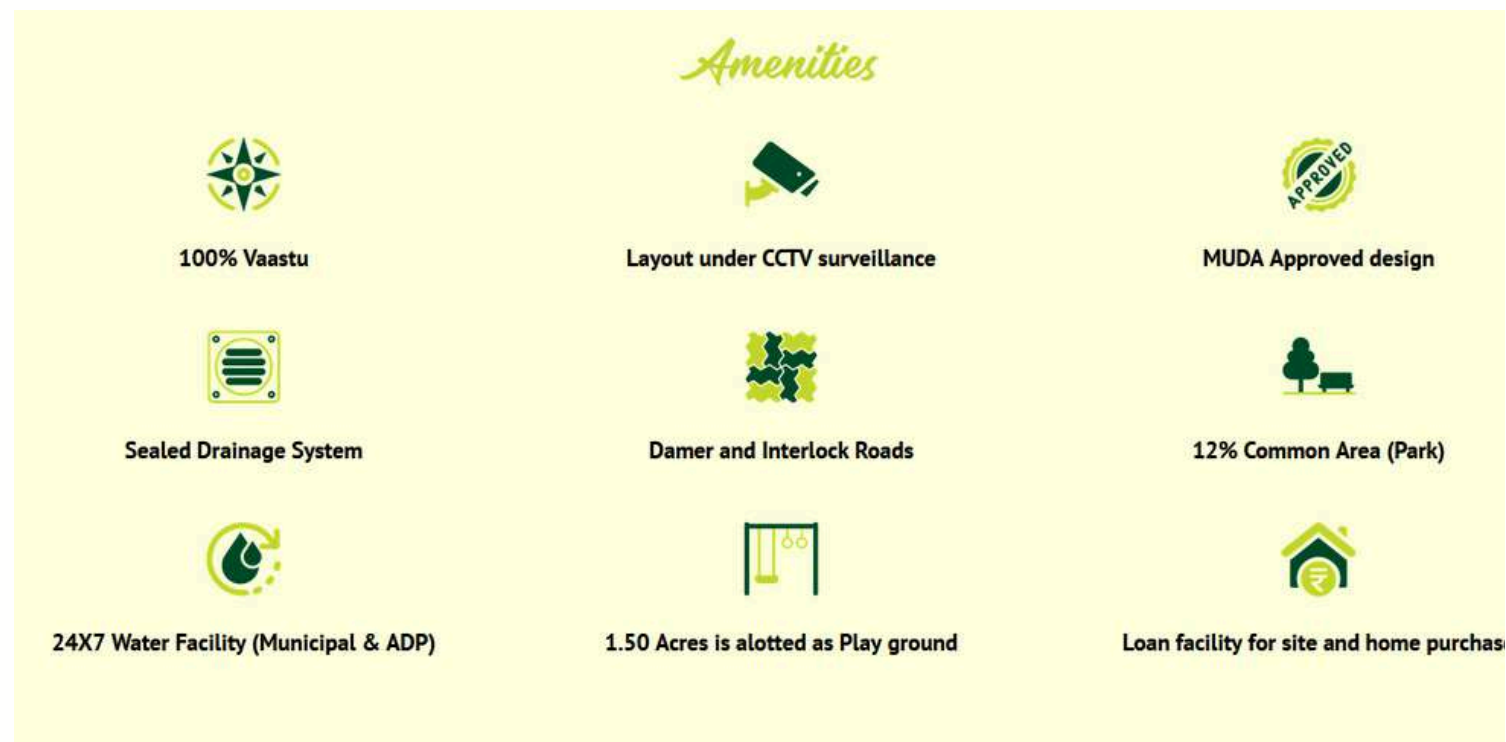 Amenities
APPROVED
100% Vaastu
Layout under CCTV surveillance
MUDA Approved design
Sealed Drainage System
Damer and Interlock Roads
12% Common Area (Park)
24X7 Water Facility (Municipal & ADP)
1.50 Acres is alotted as Play ground
Loan facility for site and home purchase